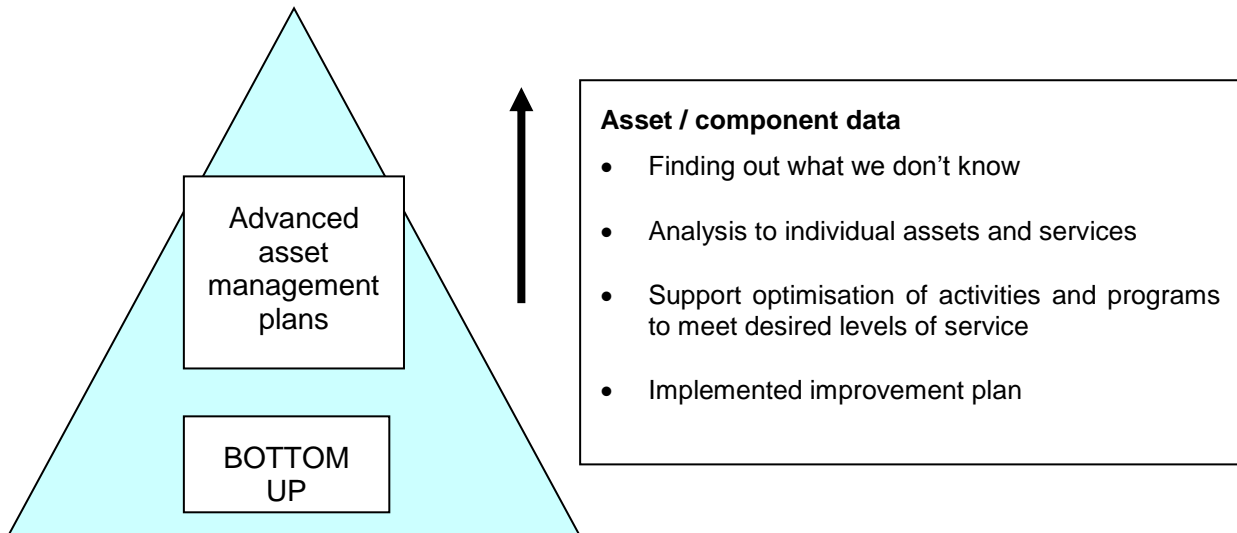 Advanced
asset
management
plans
BOTTOM
UP
Asset / component data
• Finding out what we don’t know
• Analysis to individual assets and services
• Support optimisation of activities and programs
to meet desired levels of service
• Implemented improvement plan